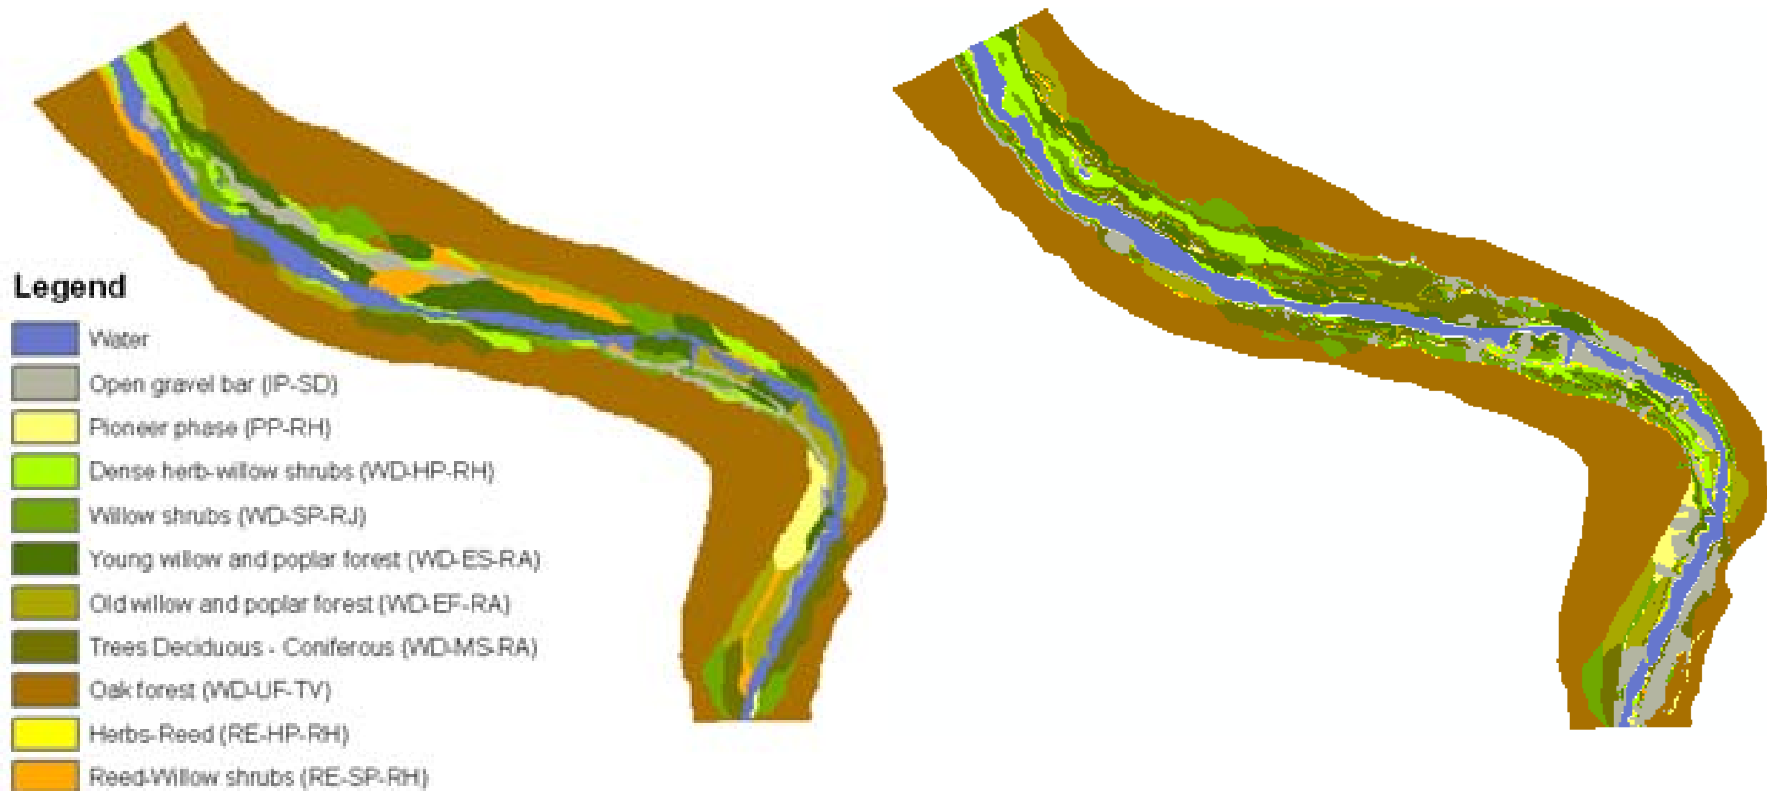 Legend
Water
Open gravel bar (IP-SD)
Pioneer phase (PP-RH)
Dense herb-willow shrubs (WD-HP-RH)
Willow shrubs (WD-SP-RJ)
Young willow and poplar forest (WD-ES-RA)
Old willow and poplar forest (WD-EF-RA)
Trees Deciduous - Coniferous (WD-MS-RA)
Oak forest (WD-UF-TV)
Herbs-Reed (RE-HP-RH)
Reed-Willow shrubs (RE-SP-RH)